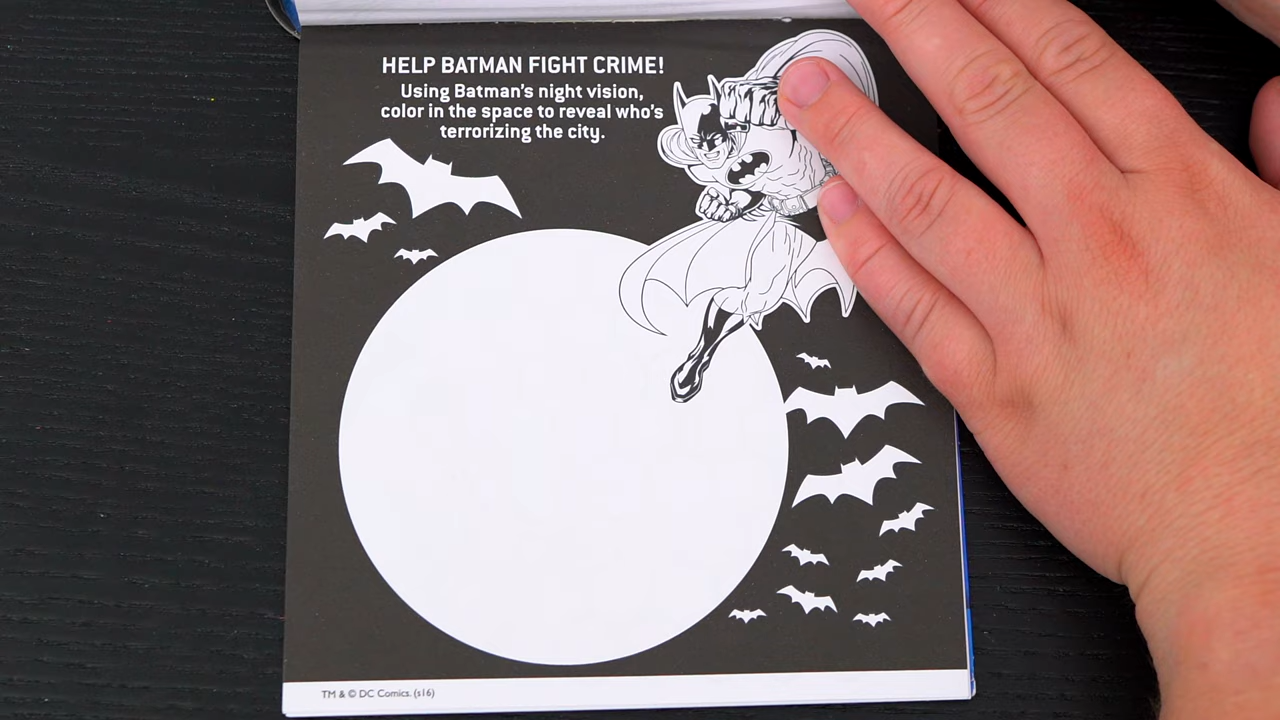 HELP BATMAN FIGHT CRIME!
Using Batman's night vision,
color in the space to reveal who's
terrorizing the city.
TM & © DC Comics. (s16)